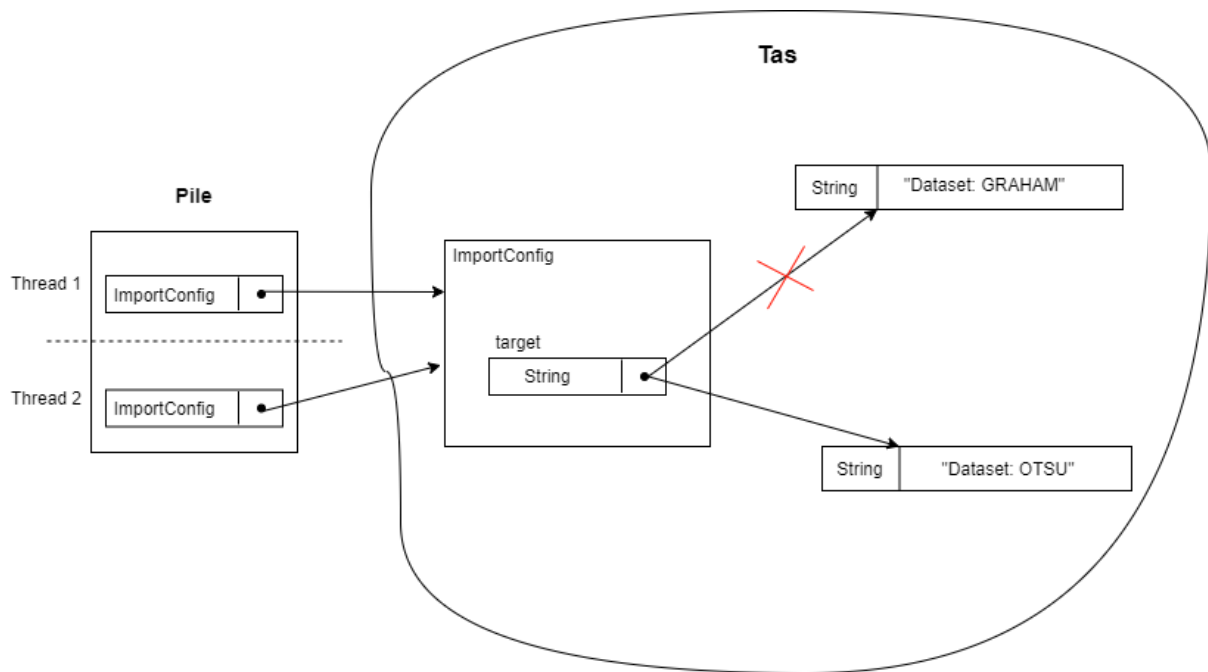 Tas
String
"Dataset: GRAHAM"
Pile
ImportConfig
Thread 1
ImportConfig
target
String
Thread 2
ImportConfig
String
"Dataset: OTSU"